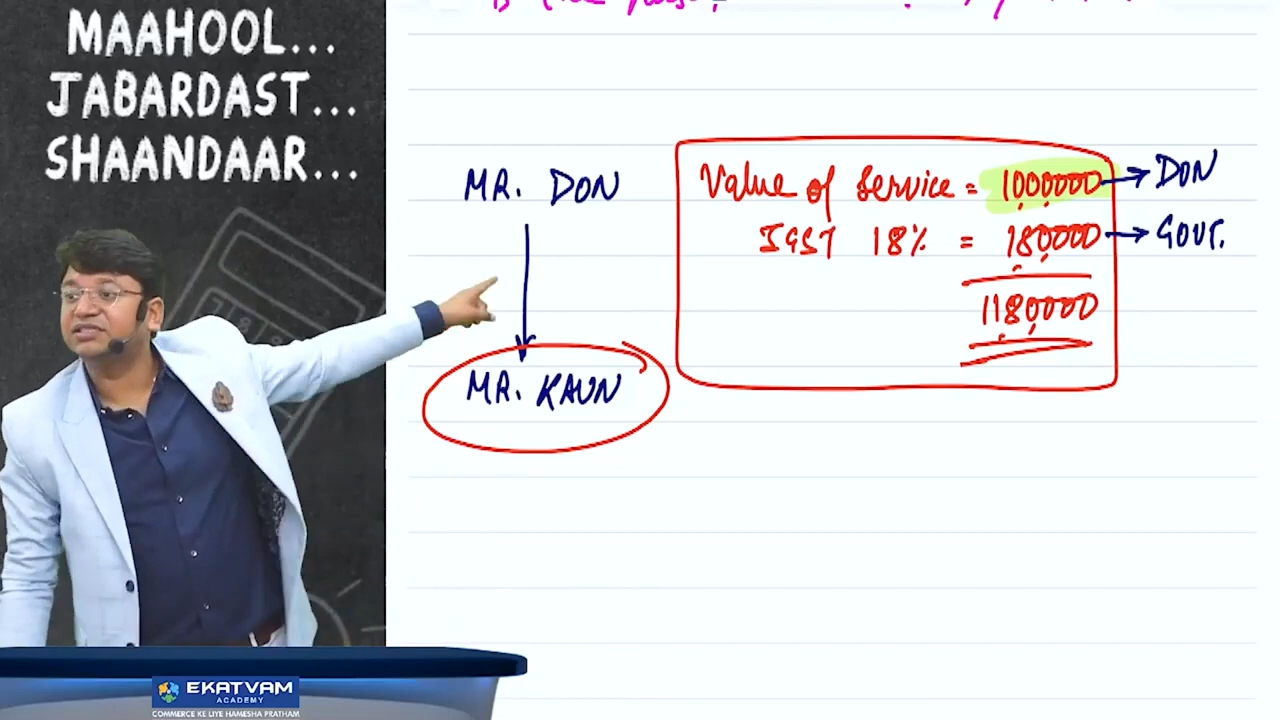 MAAHOOL...
JABARDAST...
SHAANDAAR...
MR. DON
Value of Service = 1000000 → DON
IGST 18% = 180000 → GOVT.
1180000
MR. KAUN
EKATVAM
ACADEMY
COMMERCE KE LIYE HAMESHA PRATHAM